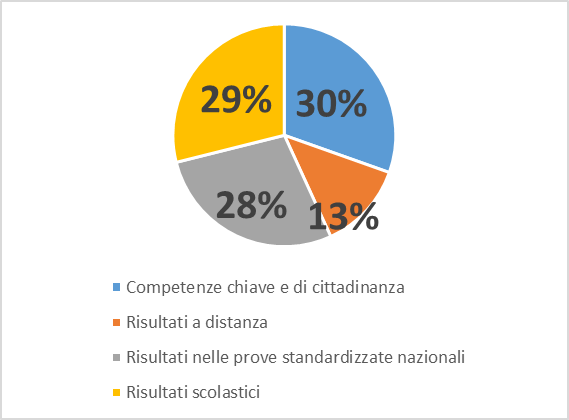 29%
30%
28%
13%
Competenze chiave e di cittadinanza
Risultati a distanza
Risultati nelle prove standardizzate nazionali
Risultati scolastici